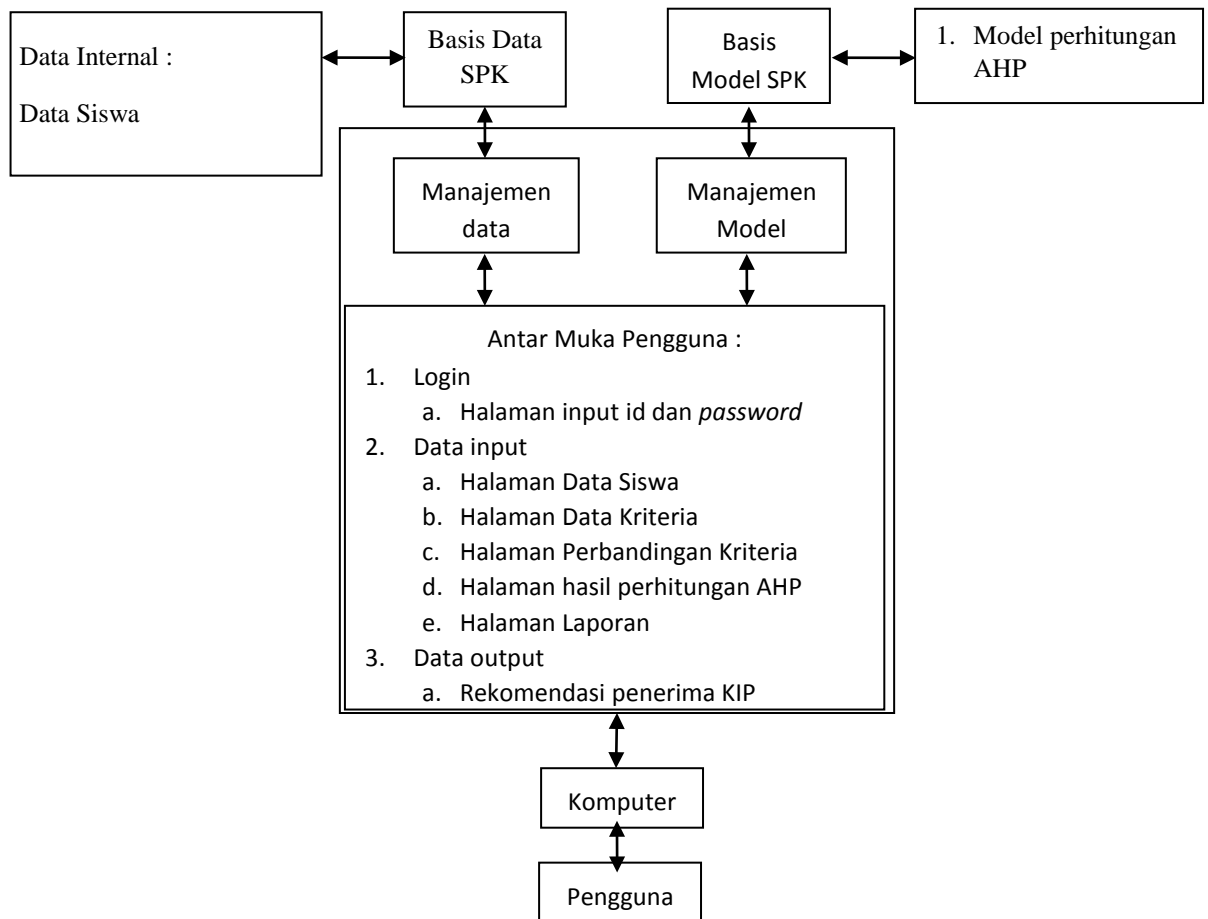 Data Internal :
Data Siswa
Basis Data
SPK
Basis
Model SPK
1. Model perhitungan
AHP
Manajemen
data
Manajemen
Model
Antar Muka Pengguna :
1. Login
a. Halaman input id dan password
2. Data input
a. Halaman Data Siswa
b. Halaman Data Kriteria
c. Halaman Perbandingan Kriteria
d. Halaman hasil perhitungan AHP
e. Halaman Laporan
3. Data output
a. Rekomendasi penerima KIP
Komputer
Pengguna